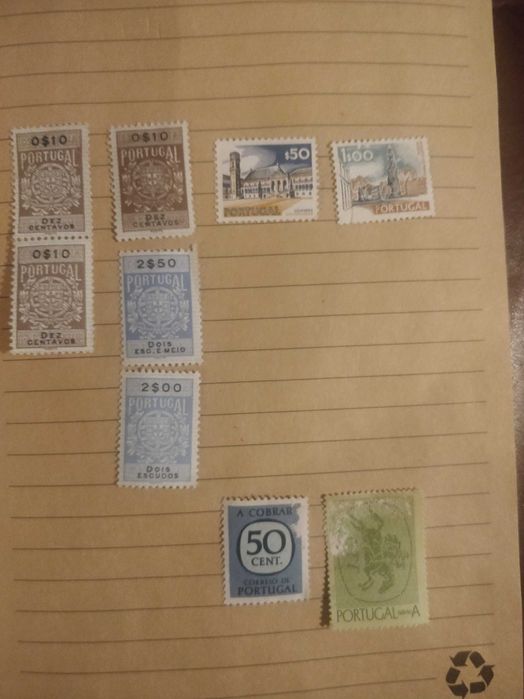 0$10
PORTUGAL
DEZ
CENTAVOS
0$10
PORTUGAL
DEZ
CENTAVOS
$50
PORTUGAL
1$00
PORTUGAL
0$10
PORTUGAL
DEZ
CENTAVOS
2$50
PORTUGAL
DOIS
ESC. E MEIO
2$00
PORTUGAL
DOIS
ESCUDOS
A COBRAR
50
CENT.
CORREIO DE
PORTUGAL
PORTUGAL A